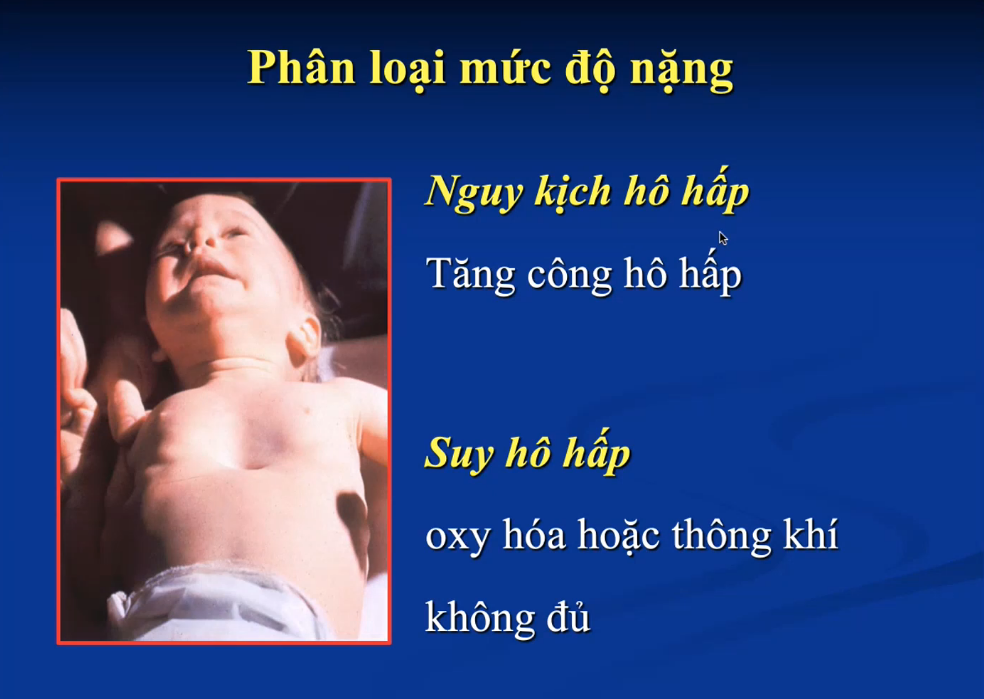 Phân loại mức độ nặng
Nguy kịch hô hấp
Tăng công hô hấp
Suy hô hấp
oxy hóa hoặc thông khí
không đủ